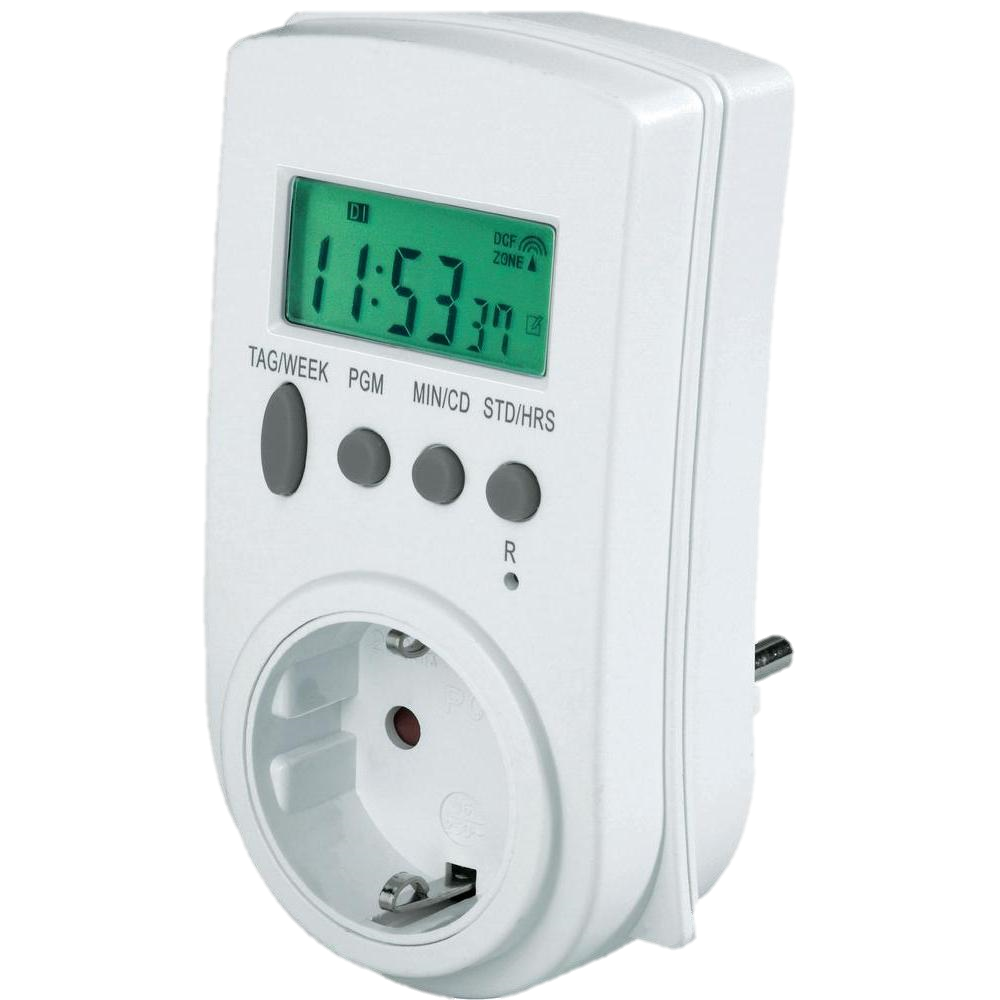 DI
DCF
ZONE
11:53 37
TAG/WEEK PGM MIN/CD STD/HRS
R